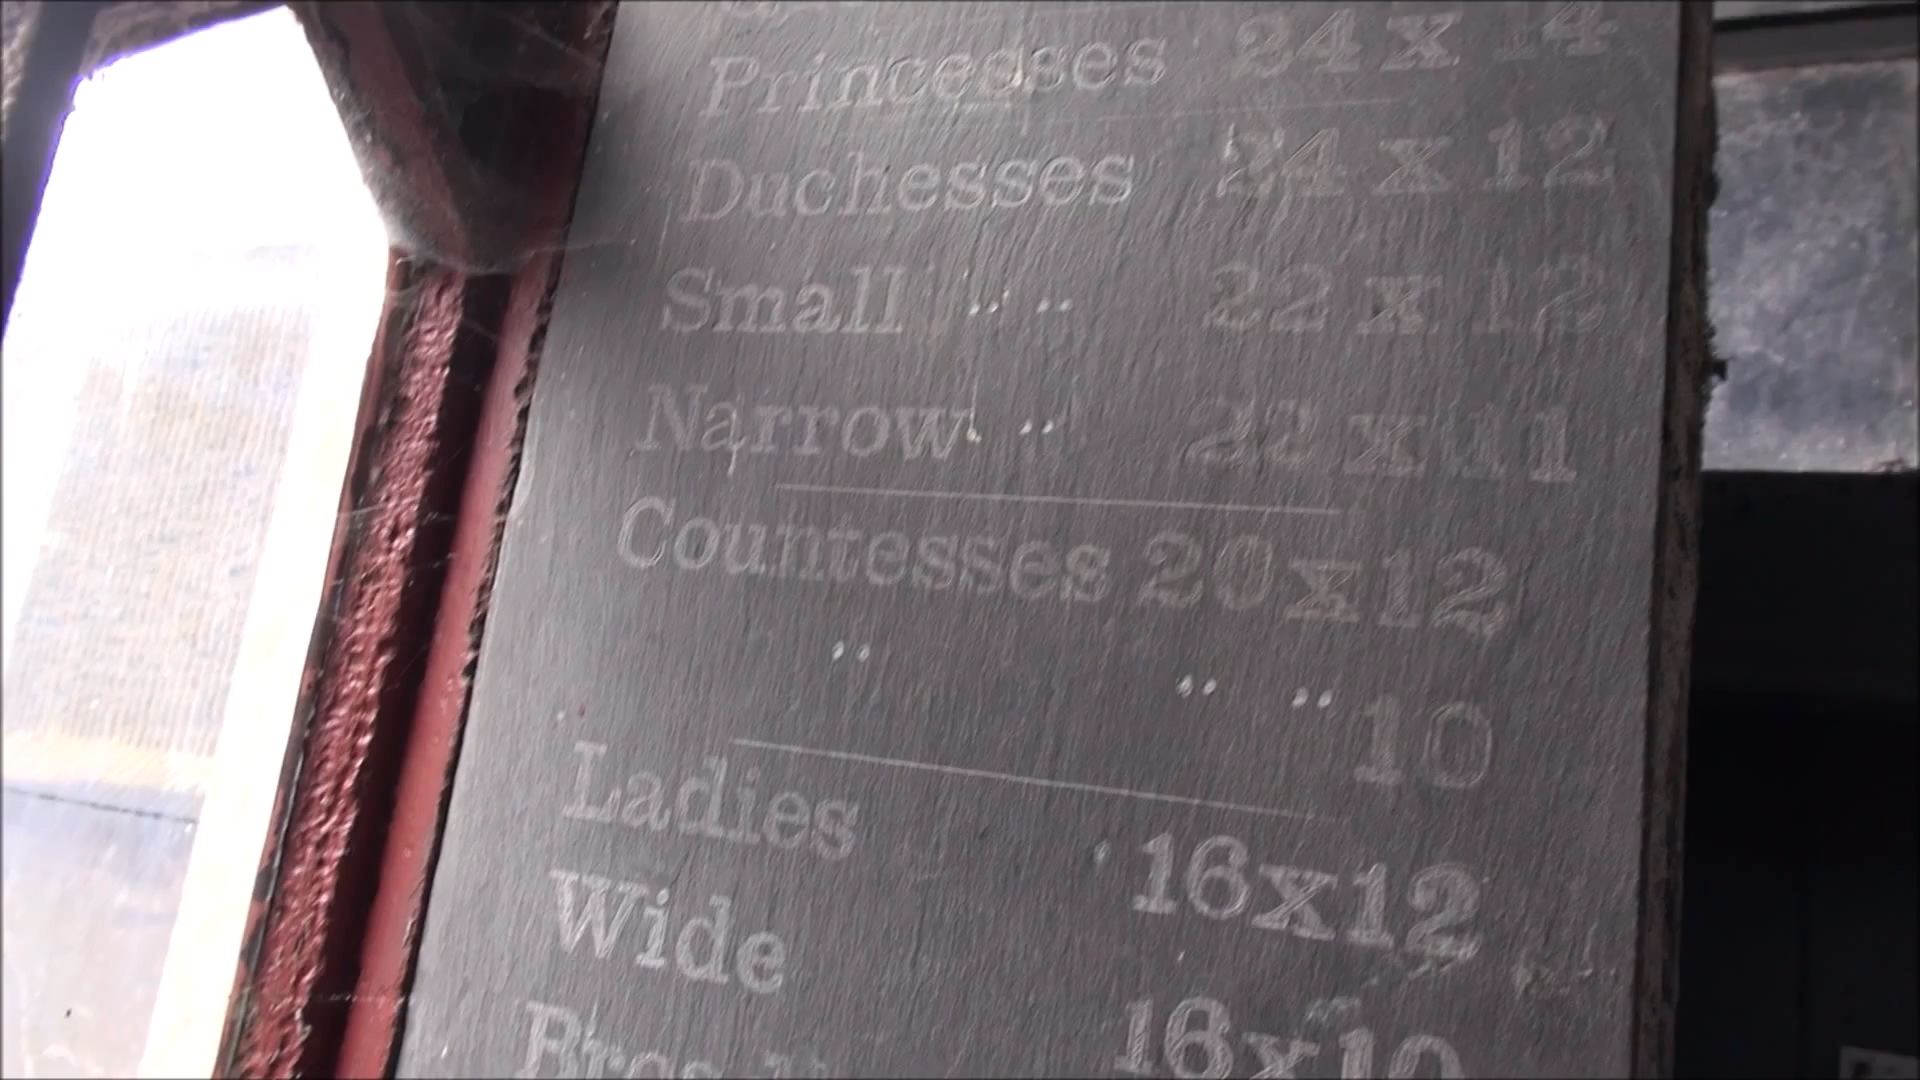 Princesses 24 x 14
Duchesses 24 x 12
Small " " 22 x 12
Narrow " " 22 x 11
Countesses 20x12
" " " 10
Ladies 16x12
Wide
16x10